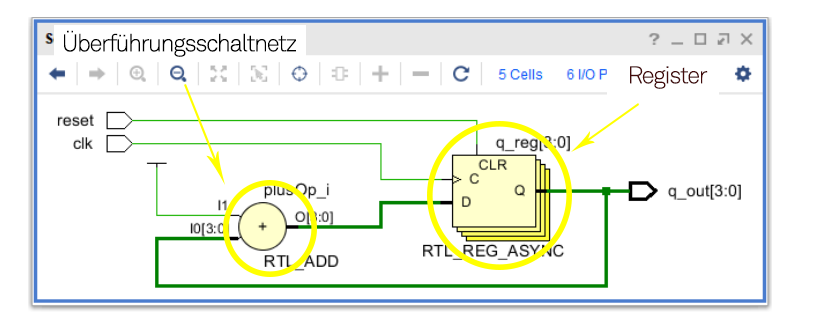 S
Überführungsschaltnetz
?
5 Cells
6 I/O P
Register
reset
clk
q_reg[3:0]
CLR
C
D
Q
q_out[3:0]
plusOp_i
I1
I0[3:0]
+
O[3:0]
RTL_ADD
RTL_REG_ASYNC